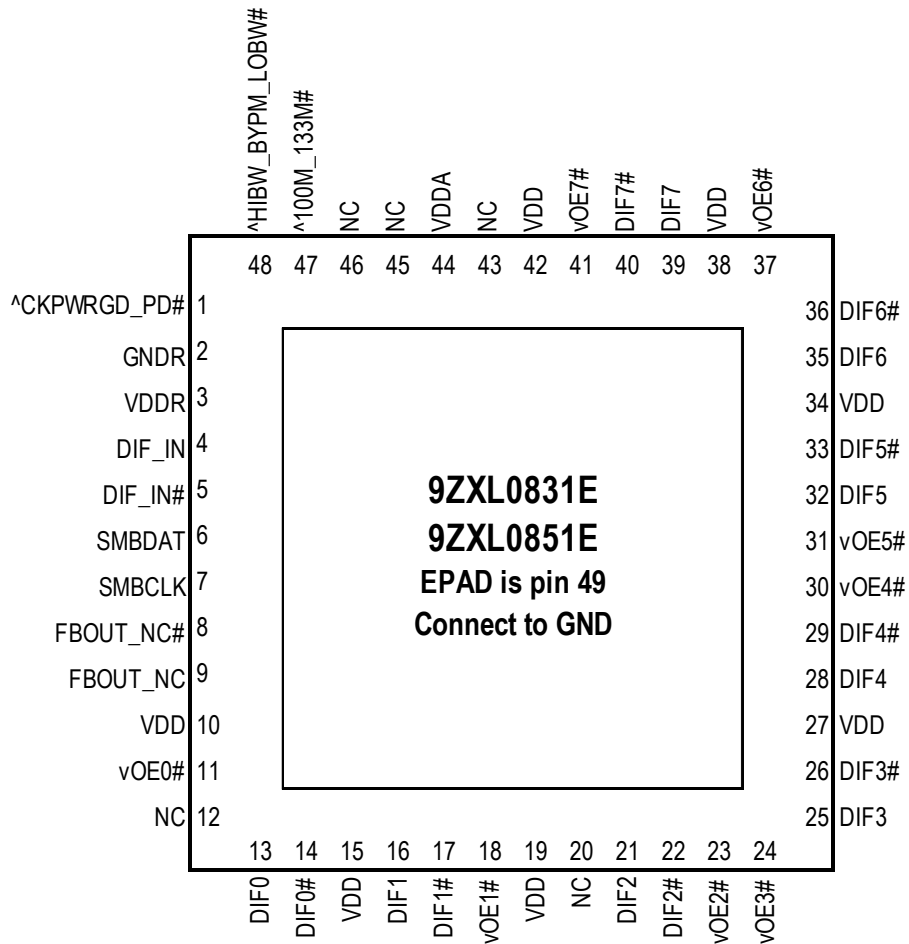 ^HIBW_BYPM_LOBW#
^100M_133M#
NC
NC
VDDA
NC
VDD
vOE7#
DIF7#
DIF7
VDD
vOE6#
48 47 46 45 44 43 42 41 40 39 38 37
^CKPWRGD_PD# 1
GNDR 2
VDDR 3
DIF_IN 4
DIF_IN# 5
SMBDAT 6
SMBCLK 7
FBOUT_NC# 8
FBOUT_NC 9
VDD 10
vOE0# 11
NC 12
9ZXL0831E
9ZXL0851E
EPAD is pin 49
Connect to GND
36 DIF6#
35 DIF6
34 VDD
33 DIF5#
32 DIF5
31 vOE5#
30 vOE4#
29 DIF4#
28 DIF4
27 VDD
26 DIF3#
25 DIF3
13 14 15 16 17 18 19 20 21 22 23 24
DIF0
DIF0#
VDD
DIF1
DIF1#
vOE1#
VDD
NC
DIF2
DIF2#
vOE2#
vOE3#